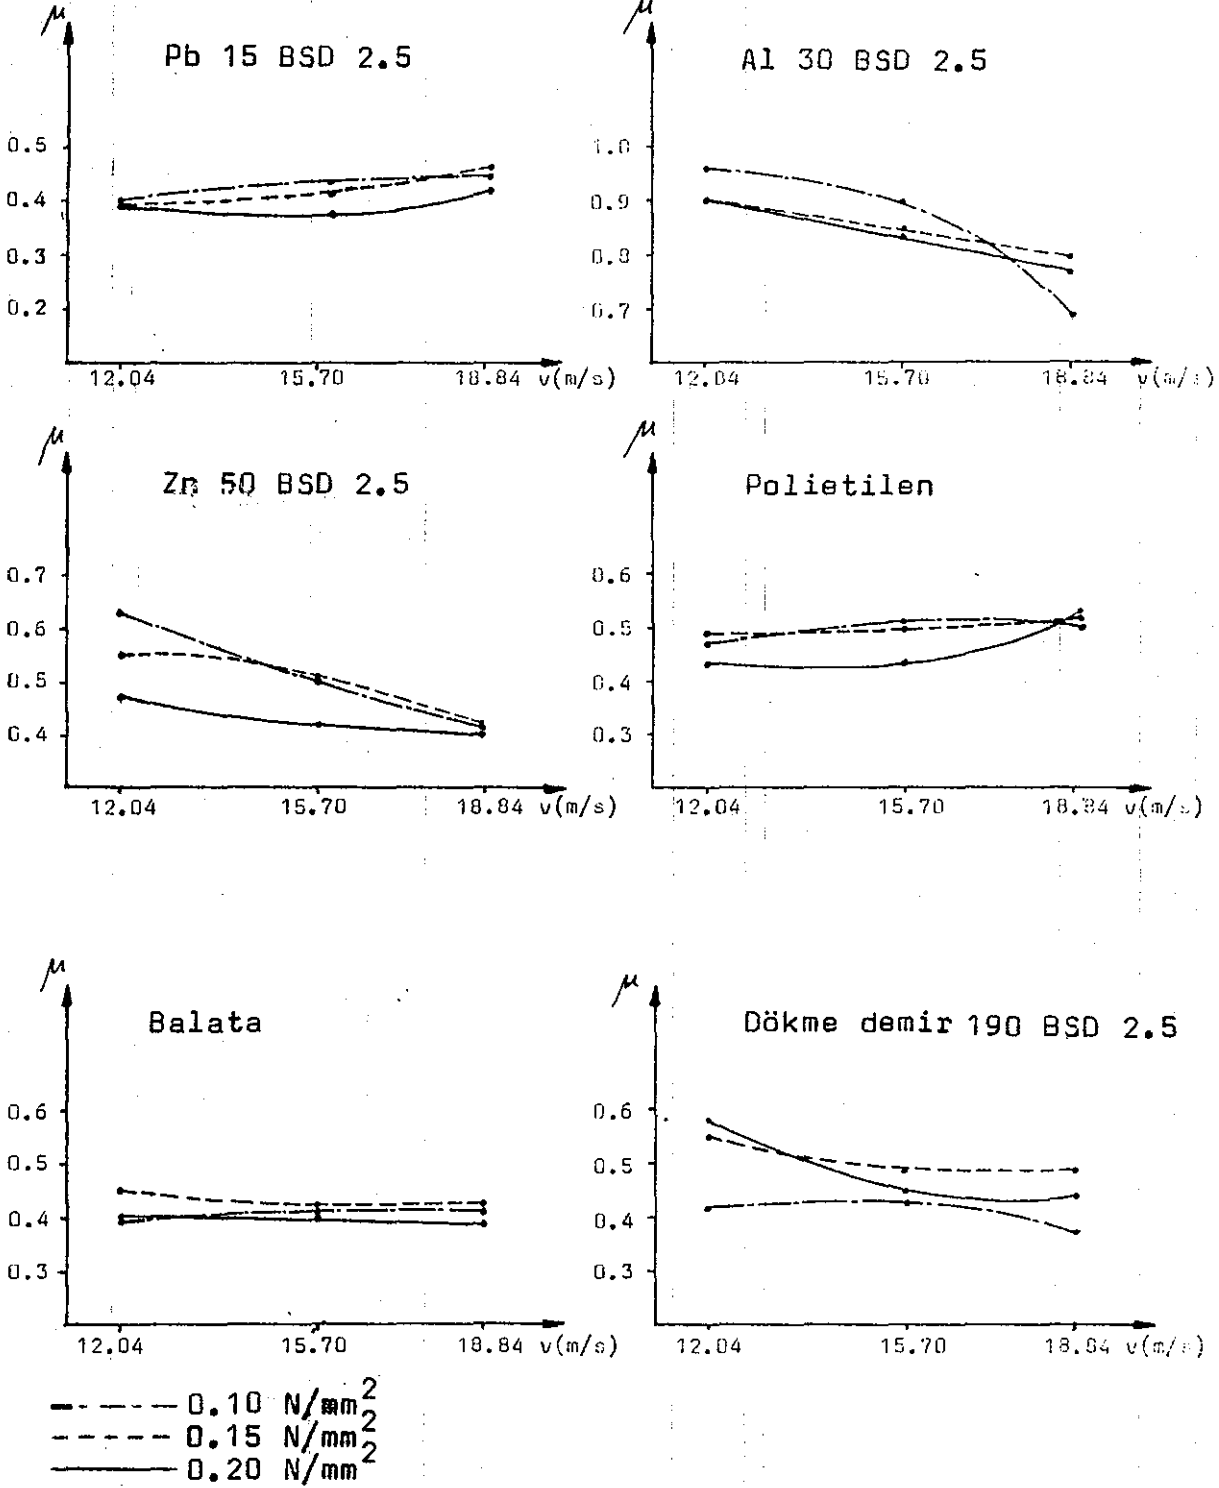 μ
Pb 15 BSD 2.5
0.5
0.4
0.3
0.2
12.04 15.70 18.84 v(m/s)
μ
Al 30 BSD 2.5
1.0
0.9
0.8
0.7
12.04 15.70 18.84 v(m/s)
μ
Zn 50 BSD 2.5
0.7
0.6
0.5
0.4
12.04 15.70 18.84 v(m/s)
μ
Polietilen
0.6
0.5
0.4
0.3
12.04 15.70 18.84 v(m/s)
μ
Balata
0.6
0.5
0.4
0.3
12.04 15.70 18.84 v(m/s)
μ
Dökme demir 190 BSD 2.5
0.6
0.5
0.4
0.3
12.04 15.70 18.84 v(m/s)
0.10 N/mm²
0.15 N/mm²
0.20 N/mm²